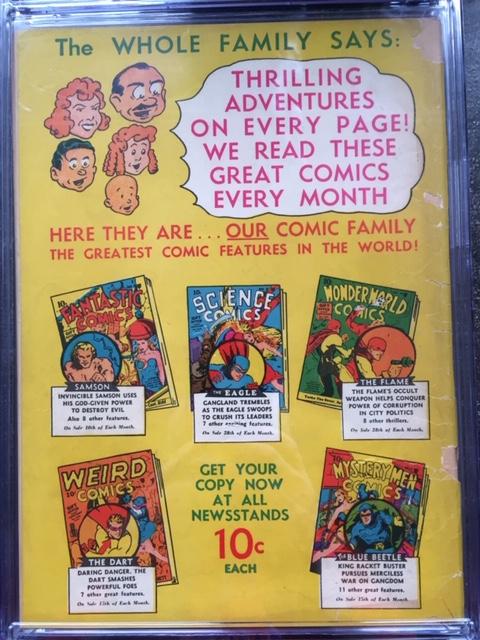 The WHOLE FAMILY SAYS:
THRILLING
ADVENTURES
ON EVERY PAGE!
WE READ THESE
GREAT COMICS
EVERY MONTH
HERE THEY ARE... OUR COMIC FAMILY
THE GREATEST COMIC FEATURES IN THE WORLD!
10¢
FANTASTIC
COMICS
SAMSON
INVINCIBLE SAMSON USES
HIS GOD-GIVEN POWER
TO DESTROY EVIL
Also 8 other features.
On Sale 10th of Each Month.
SCIENCE
COMICS
THE EAGLE
GANGLAND TREMBLES
AS THE EAGLE SWOOPS
TO CRUSH ITS LEADERS
7 other exciting features.
On Sale 28th of Each Month.
WONDERWORLD
COMICS
THE FLAME
THE FLAME'S OCCULT
WEAPON HELPS CONQUER
POWER OF CORRUPTION
IN CITY POLITICS
8 other thrillers.
On Sale 28th of Each Month.
WEIRD
COMICS
THE DART
DARING DANGER, THE
DART SMASHES
POWERFUL FOES
7 other great features.
On Sale 15th of Each Month.
GET YOUR
COPY NOW
AT ALL
NEWSSTANDS
10c
EACH
10¢
MYSTERY MEN
COMICS
THE BLUE BEETLE
KING RACKET BUSTER
PURSUES MERCILESS
WAR ON GANGDOM
11 other great features.
On Sale 15th of Each Month.